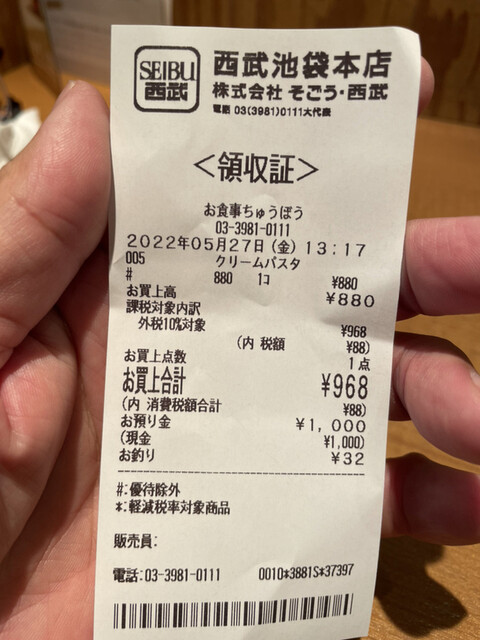 SEIBU
西武
西武池袋本店
株式会社 そごう・西武
電話 03(3981)0111大代表
＜領収証＞
お食事ちゅうぼう
03-3981-0111
2022年05月27日(金) 13:17
005 クリームパスタ
# 880 1コ ¥880
お買上高 ¥880
課税対象内訳
外税10%対象 ¥968
(内 税額 ¥88)
お買上点数 1点
お買上合計 ¥968
(内 消費税額合計 ¥88)
お預り金 ¥1,000
(現金 ¥1,000)
お釣り ¥32
#:優待除外
*:軽減税率対象商品
販売員:
電話:03-3981-0111 0010*3881S*37397